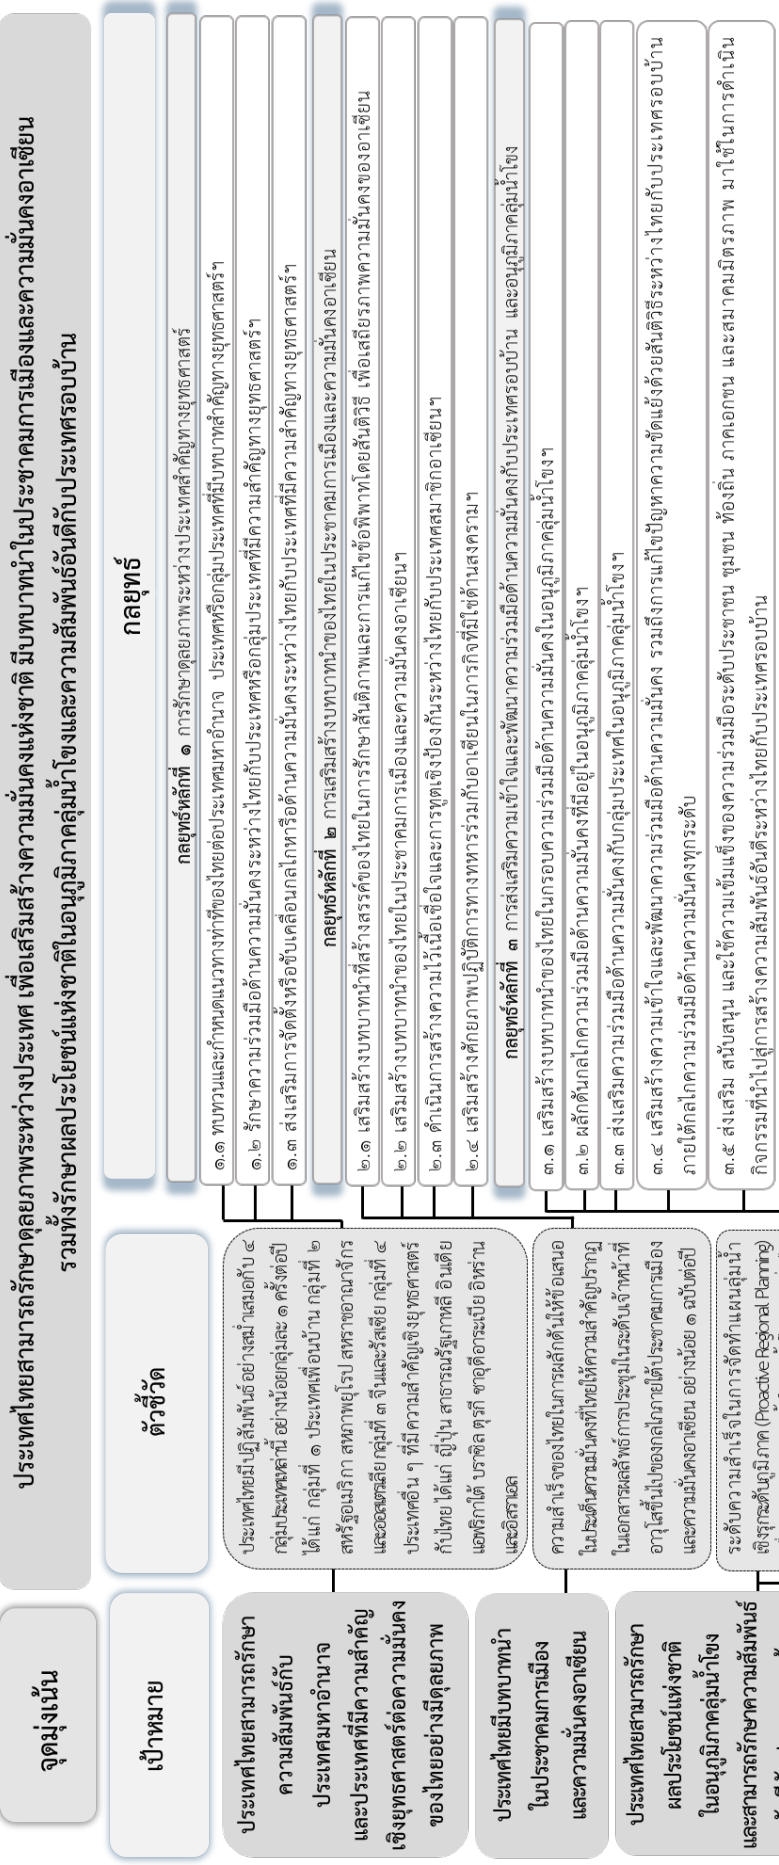 จุดมุ่งเน้น
ประเทศไทยสามารถรักษาดุลยภาพระหว่างประเทศ เพื่อเสริมสร้างความมั่นคงแห่งชาติ มีบทบาทนำในประชาคมการเมืองและความมั่นคงอาเซียน
รวมทั้งรักษาผลประโยชน์แห่งชาติในอนุภูมิภาคลุ่มน้ำโขงและความสัมพันธ์อันดีกับประเทศรอบบ้าน
เป้าหมาย
ตัวชี้วัด
กลยุทธ์
ประเทศไทยสามารถรักษา
ความสัมพันธ์กับ
ประเทศมหาอำนาจ
และประเทศที่มีความสำคัญ
เชิงยุทธศาสตร์ต่อความมั่นคง
ของไทยอย่างมีดุลยภาพ
ประเทศไทยมีปฏิสัมพันธ์อย่างสม่ำเสมอกับ ๔
กลุ่มประเทศเหล่านี้ อย่างน้อยกลุ่มละ ๑ ครั้งต่อปี
ได้แก่ กลุ่มที่ ๑ ประเทศเพื่อนบ้าน กลุ่มที่ ๒
สหรัฐอเมริกา สหภาพยุโรป สหราชอาณาจักร
และออสเตรเลีย กลุ่มที่ ๓ จีนและรัสเซีย กลุ่มที่ ๔
ประเทศอื่น ๆ ที่มีความสำคัญเชิงยุทธศาสตร์
กับไทย ได้แก่ ญี่ปุ่น สาธารณรัฐเกาหลี อินเดีย
แอฟริกาใต้ บราซิล ตุรกี ซาอุดีอาระเบีย อิหร่าน
และอิสราเอล
กลยุทธ์หลักที่ ๑ การรักษาดุลยภาพระหว่างประเทศสำคัญทางยุทธศาสตร์
๑.๑ ทบทวนและกำหนดแนวทางท่าทีของไทยต่อประเทศมหาอำนาจ ประเทศหรือกลุ่มประเทศที่มีบทบาทสำคัญทางยุทธศาสตร์ฯ
๑.๒ รักษาความร่วมมือด้านความมั่นคงระหว่างไทยกับประเทศหรือกลุ่มประเทศที่มีความสำคัญทางยุทธศาสตร์ฯ
๑.๓ ส่งเสริมการจัดตั้งหรือขับเคลื่อนกลไกหารือด้านความมั่นคงระหว่างไทยกับประเทศที่มีความสำคัญทางยุทธศาสตร์ฯ
ประเทศไทยมีบทบาทนำ
ในประชาคมการเมือง
และความมั่นคงอาเซียน
ความสำเร็จของไทยในการผลักดันให้ข้อเสนอ
ในประเด็นความมั่นคงที่ไทยให้ความสำคัญปรากฏ
ในเอกสารผลลัพธ์การประชุมในระดับเจ้าหน้าที่
อาวุโสขึ้นไปของกลไกภายใต้ประชาคมการเมือง
และความมั่นคงอาเซียน อย่างน้อย ๑ ฉบับต่อปี
กลยุทธ์หลักที่ ๒ การเสริมสร้างบทบาทนำของไทยในประชาคมการเมืองและความมั่นคงอาเซียน
๒.๑ เสริมสร้างบทบาทนำที่สร้างสรรค์ของไทยในการรักษาสันติภาพและการแก้ไขข้อพิพาทโดยสันติวิธี เพื่อเสถียรภาพความมั่นคงของอาเซียน
๒.๒ เสริมสร้างบทบาทนำของไทยในประชาคมการเมืองและความมั่นคงอาเซียนฯ
๒.๓ ดำเนินการสร้างความไว้เนื้อเชื่อใจและการทูตเชิงป้องกันระหว่างไทยกับประเทศสมาชิกอาเซียนฯ
๒.๔ เสริมสร้างศักยภาพปฏิบัติการทางทหารร่วมกับอาเซียนในภารกิจที่มิใช่ด้านสงครามฯ
ประเทศไทยสามารถรักษา
ผลประโยชน์แห่งชาติ
ในอนุภูมิภาคลุ่มน้ำโขง
และสามารถรักษาความสัมพันธ์
ระดับความสำเร็จในการจัดทำแผนลุ่มน้ำ
เชิงรุกระดับภูมิภาค (Proactive Regional Planning)
กลยุทธ์หลักที่ ๓ การส่งเสริมความเข้าใจและพัฒนาความร่วมมือด้านความมั่นคงกับประเทศรอบบ้าน และอนุภูมิภาคลุ่มน้ำโขง
๓.๑ เสริมสร้างบทบาทนำของไทยในกรอบความร่วมมือด้านความมั่นคงในอนุภูมิภาคลุ่มน้ำโขงฯ
๓.๒ ผลักดันกลไกความร่วมมือด้านความมั่นคงที่มีอยู่ในอนุภูมิภาคลุ่มน้ำโขงฯ
๓.๓ ส่งเสริมความร่วมมือด้านความมั่นคงกับกลุ่มประเทศในอนุภูมิภาคลุ่มน้ำโขงฯ
๓.๔ เสริมสร้างความเข้าใจและพัฒนาความร่วมมือด้านความมั่นคง รวมถึงการแก้ไขปัญหาความขัดแย้งด้วยสันติวิธีระหว่างไทยกับประเทศรอบบ้าน
ภายใต้กลไกความร่วมมือด้านความมั่นคงทุกระดับ
๓.๕ ส่งเสริม สนับสนุน และใช้ความเข้มแข็งของความร่วมมือระดับประชาชน ชุมชน ท้องถิ่น ภาคเอกชน และสมาคมมิตรภาพ มาใช้ในการดำเนิน
กิจกรรมที่นำไปสู่การสร้างความสัมพันธ์อันดีระหว่างไทยกับประเทศรอบบ้าน